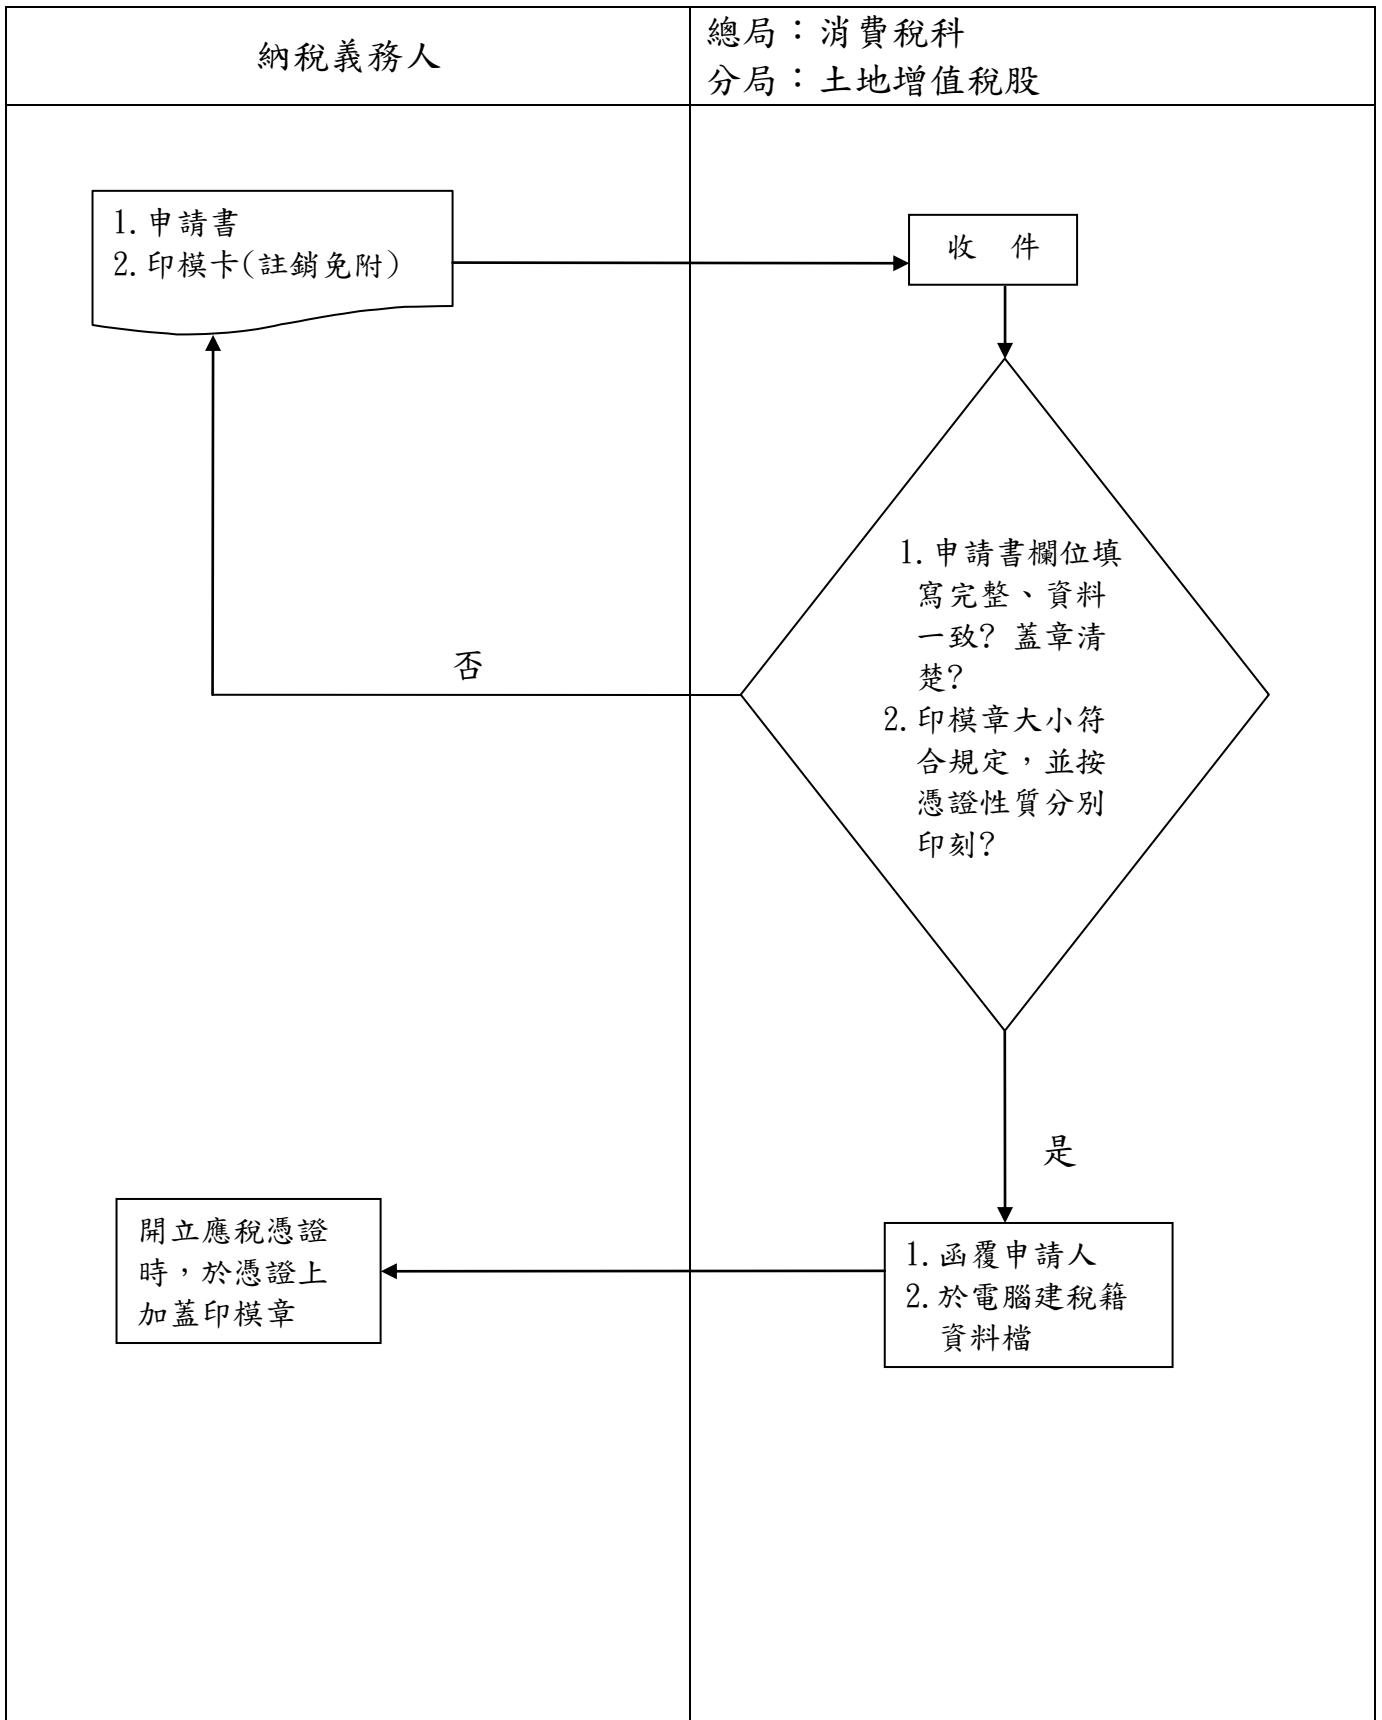 納稅義務人
總局：消費稅科
分局：土地增值稅股
1.申請書
2.印模卡(註銷免附)
收　件
1.申請書欄位填
寫完整、資料
一致? 蓋章清
楚?
2.印模章大小符
合規定，並按
憑證性質分別
印刻?
否
是
開立應稅憑證
時，於憑證上
加蓋印模章
1.函覆申請人
2.於電腦建稅籍
資料檔